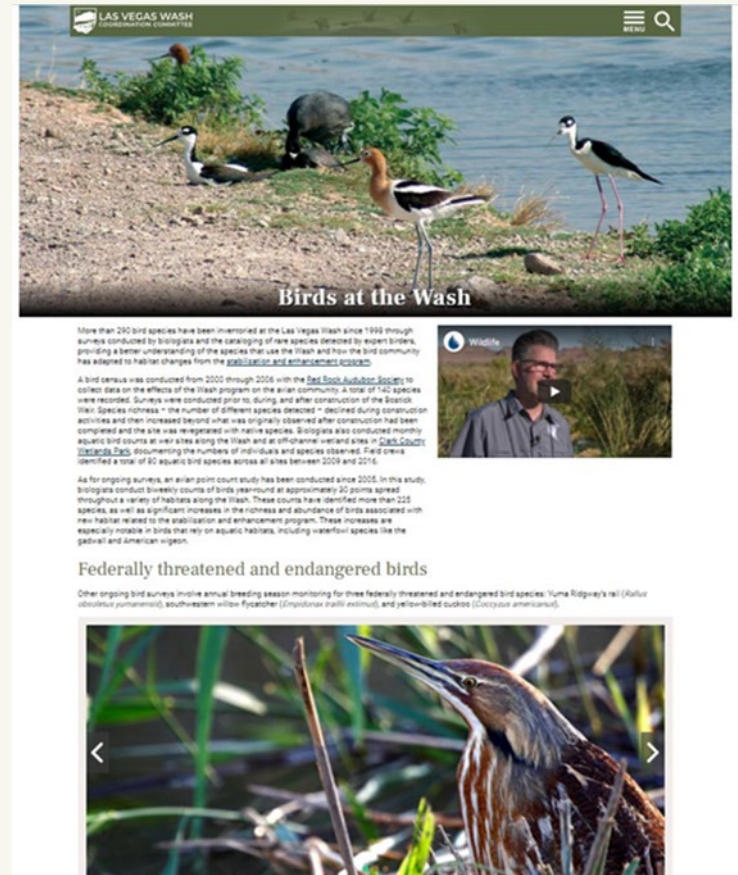 LAS VEGAS WASH
COORDINATION COMMITTEE
MENU
Birds at the Wash
More than 290 bird species have been inventoried at the Las Vegas Wash since 1998 through
surveys conducted by biologists and the cataloging of rare species detected by expert birders,
providing a better understanding of the species that use the Wash and how the bird community
has adapted to habitat changes from the stabilization and enhancement program.
Wildlife
A bird census was conducted from 2000 through 2006 with the Red Rock Audubon Society to
collect data on the effects of the Wash program on the avian community. A total of 140 species
were recorded. Surveys were conducted prior to, during, and after construction of the Bostick
Weir. Species richness – the number of different species detected – declined during construction
activities and then increased beyond what was originally observed after construction had been
completed and the site was revegetated with native species. Biologists also conducted monthly
aquatic bird counts at weir sites along the Wash and at off-channel wetland sites in Clark County
Wetlands Park, documenting the numbers of individuals and species observed. Field crews
identified a total of 90 aquatic bird species across all sites between 2009 and 2016.
As for ongoing surveys, an avian point count study has been conducted since 2005. In this study,
biologists conduct biweekly counts of birds year-round at approximately 30 points spread
throughout a variety of habitats along the Wash. These counts have identified more than 225
species, as well as significant increases in the richness and abundance of birds associated with
new habitat related to the stabilization and enhancement program. These increases are
especially notable in birds that rely on aquatic habitats, including waterfowl species like the
gadwall and American wigeon.
Federally threatened and endangered birds
Other ongoing bird surveys involve annual breeding season monitoring for three federally threatened and endangered bird species: Yuma Ridgway's rail (Rallus
obsoletus yumanensis), southwestern willow flycatcher (Empidonax traillii extimus), and yellow-billed cuckoo (Coccyzus americanus).